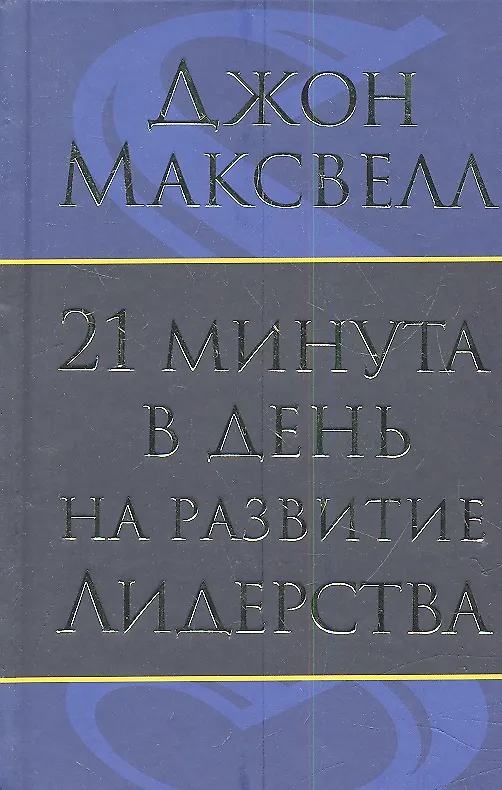 ДЖОН
МАКСВЕЛЛ
21 МИНУТА
В ДЕНЬ
НА РАЗВИТИЕ
ЛИДЕРСТВА